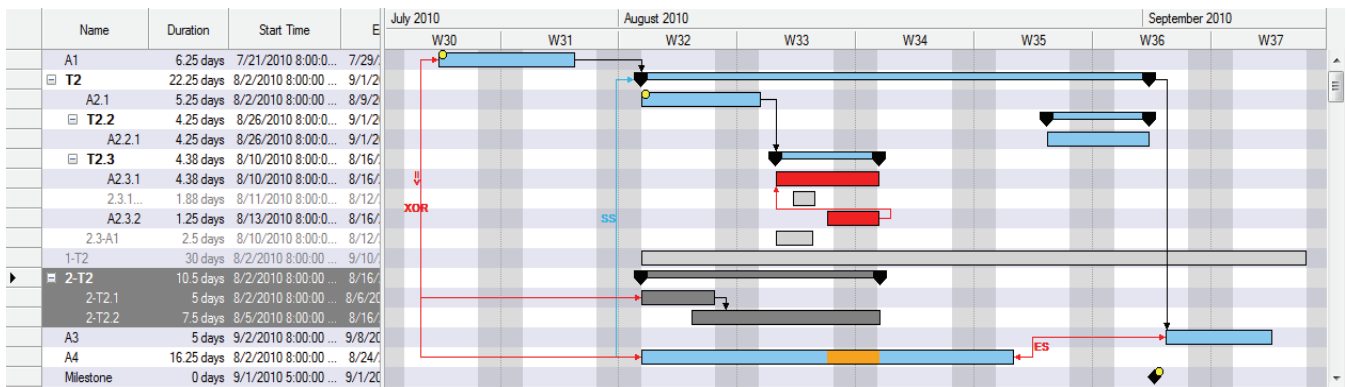 July 2010 August 2010 September 2010
Name Duration Start Time E
W30 W31 W32 W33 W34 W35 W36 W37
A1 6.25 days 7/21/2010 8:00:0... 7/29/
T2 22.25 days 8/2/2010 8:00:00 ... 9/1/2
A2.1 5.25 days 8/2/2010 8:00:00 ... 8/9/2
T2.2 4.25 days 8/26/2010 8:00:0... 9/1/2
A2.2.1 4.25 days 8/26/2010 8:00:0... 9/1/2
T2.3 4.38 days 8/10/2010 8:00:0... 8/16/
A2.3.1 4.38 days 8/10/2010 8:00:0... 8/16/
2.3.1... 1.88 days 8/11/2010 8:00:0... 8/12/
XOR
A2.3.2 1.25 days 8/13/2010 8:00:0... 8/16/
SS
2.3-A1 2.5 days 8/10/2010 8:00:0... 8/12/
1-T2 30 days 8/2/2010 8:00:00 ... 9/10/
2-T2 10.5 days 8/2/2010 8:00:00 ... 8/16/
2-T2.1 5 days 8/2/2010 8:00:00 ... 8/6/20
2-T2.2 7.5 days 8/5/2010 8:00:00 ... 8/16/
A3 5 days 9/2/2010 8:00:00 ... 9/8/20
ES
A4 16.25 days 8/2/2010 8:00:00 ... 8/24/
Milestone 0 days 9/1/2010 5:00:00 ... 9/1/20